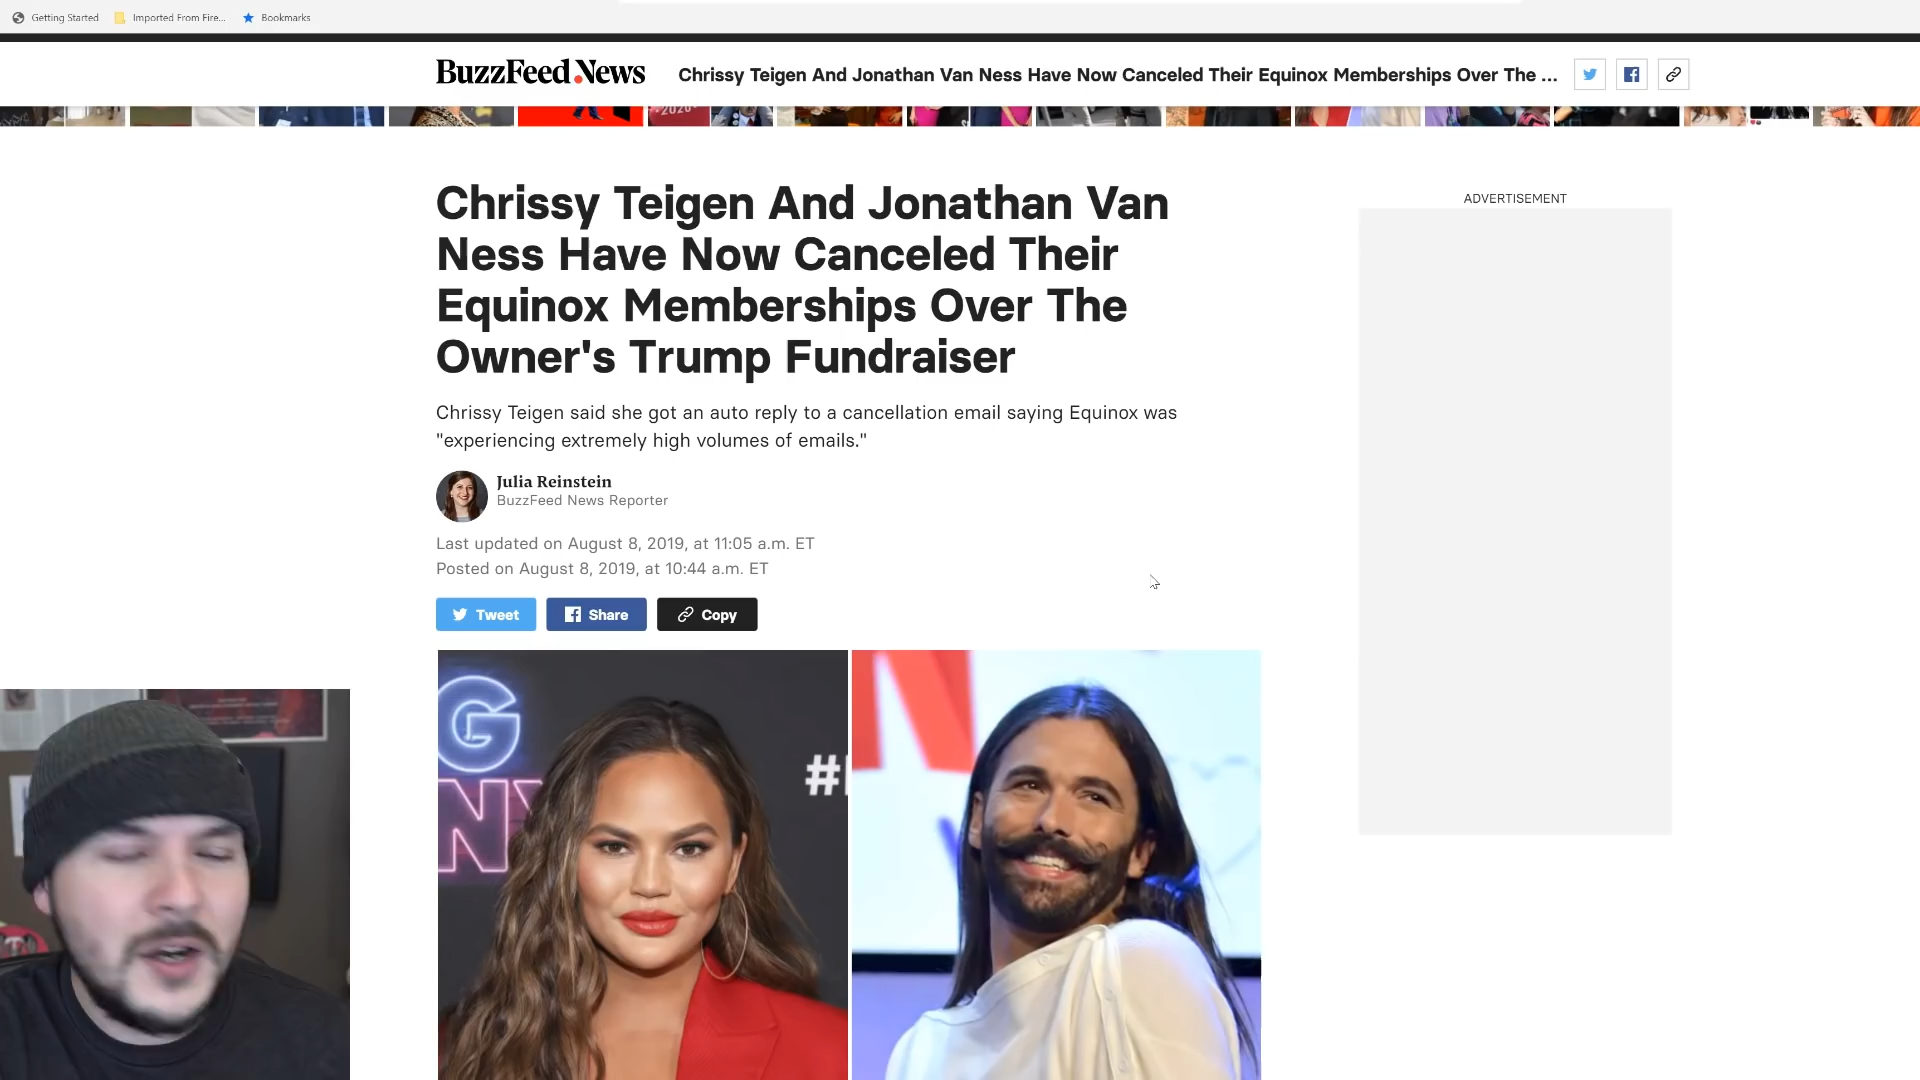 Getting Started
Imported From Fire...
Bookmarks
BuzzFeed News
Chrissy Teigen And Jonathan Van Ness Have Now Canceled Their Equinox Memberships Over The ...
2020
Chrissy Teigen And Jonathan Van
Ness Have Now Canceled Their
Equinox Memberships Over The
Owner's Trump Fundraiser
ADVERTISEMENT
Chrissy Teigen said she got an auto reply to a cancellation email saying Equinox was
"experiencing extremely high volumes of emails."
Julia Reinstein
BuzzFeed News Reporter
Last updated on August 8, 2019, at 11:05 a.m. ET
Posted on August 8, 2019, at 10:44 a.m. ET
Tweet
Share
Copy
G
N
#